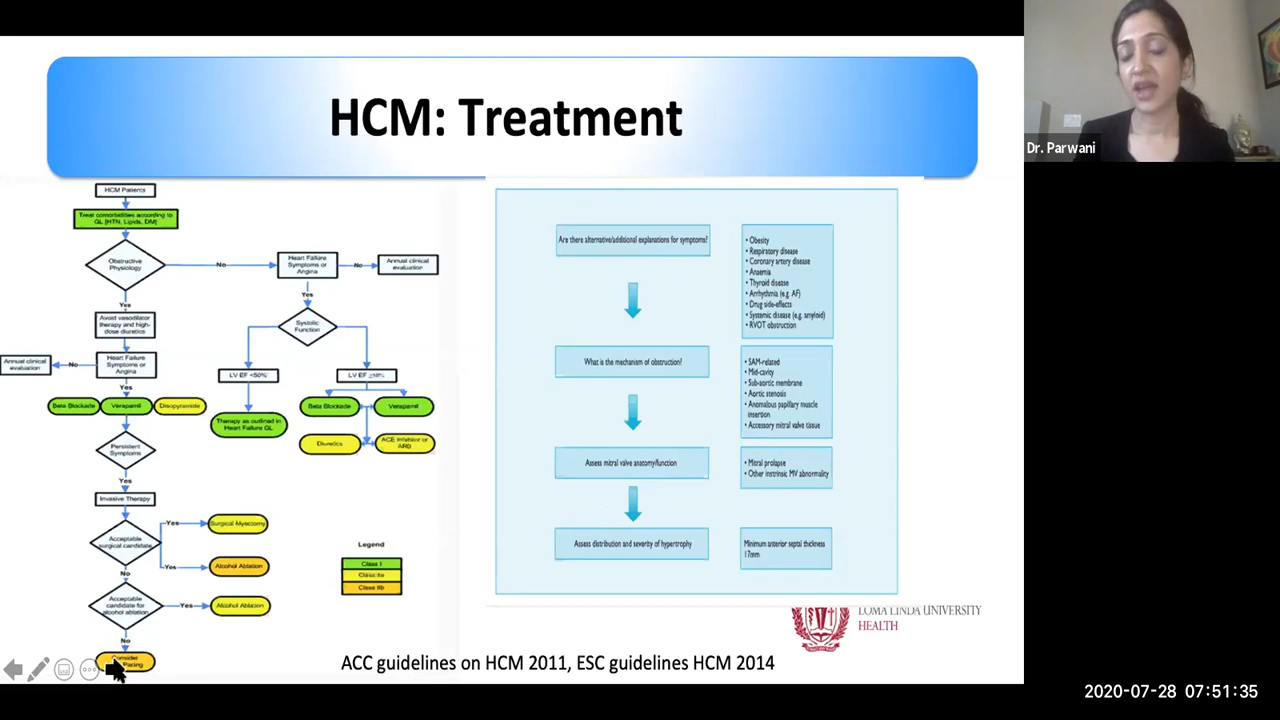 HCM: Treatment
HCM Patients
Treat comorbidities according to
GL [HTN, Lipids, DM]
Obstructive
Physiology
No
Heart Failure
Symptoms or
Angina
No
Annual clinical
evaluation
Yes
Yes
Avoid vasodilator
therapy and high-
dose diuretics
Systolic
Function
Annual clinical
evaluation
No
Heart Failure
Symptoms or
Angina
Yes
LV EF <50%
LV EF ≥50%
Beta Blockade
Verapamil
Disopyramide
Therapy as outlined in
Heart Failure GL
Beta Blockade
Verapamil
Diuretics
ACE Inhibitor or
ARB
Persistent
Symptoms
Yes
Invasive Therapy
Acceptable
surgical candidate
Yes
Surgical Myectomy
Yes
Alcohol Ablation
No
Acceptable
candidate for
alcohol ablation
Yes
Alcohol Ablation
No
Consider
Pacing
Legend
Class I
Class IIa
Class IIb
Are there alternative/additional explanations for symptoms?
• Obesity
• Respiratory disease
• Coronary artery disease
• Anaemia
• Thyroid disease
• Arrhythmia (e.g. AF)
• Drug side-effects
• Systemic disease (e.g. amyloid)
• RVOT obstruction
What is the mechanism of obstruction?
• SAM-related
• Mid-cavity
• Sub-aortic membrane
• Aortic stenosis
• Anomalous papillary muscle
insertion
• Accessory mitral valve tissue
Assess mitral valve anatomy/function
• Mitral prolapse
• Other instrinsic MV abnormality
Assess distribution and severity of hypertrophy
Minimum anterior septal thickness
17mm
LOMA LINDA UNIVERSITY
HEALTH
ACC guidelines on HCM 2011, ESC guidelines HCM 2014
Dr. Parwani
2020-07-28 07:51:35